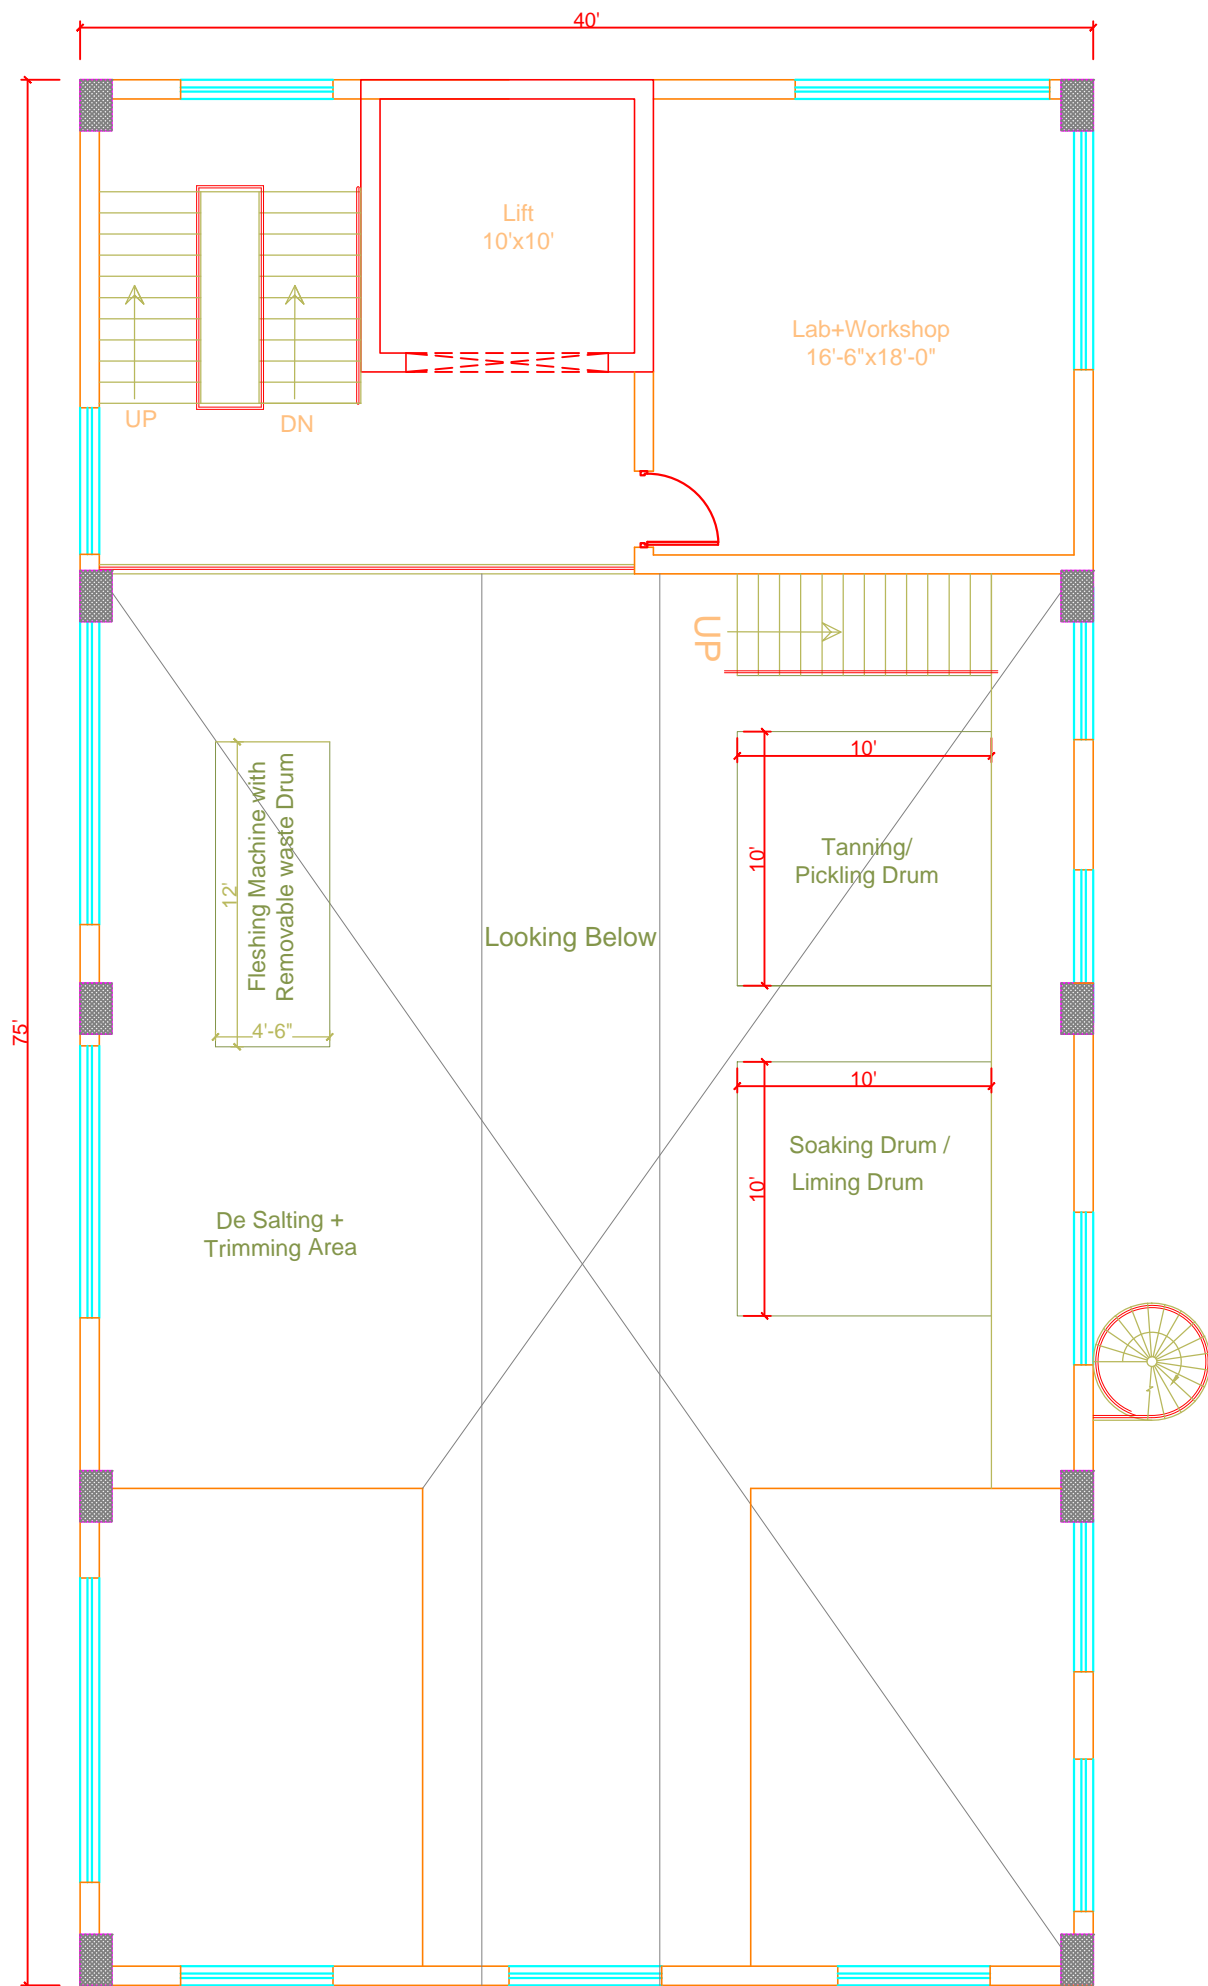 40'
Lift
10'x10'
Lab+Workshop
16'-6"x18'-0"
UP
DN
UP
10'
Fleshing Machine with
Removable waste Drum
12'
4'-6"
10'
Tanning/
Pickling Drum
Looking Below
75'
10'
Soaking Drum /
Liming Drum
10'
De Salting +
Trimming Area